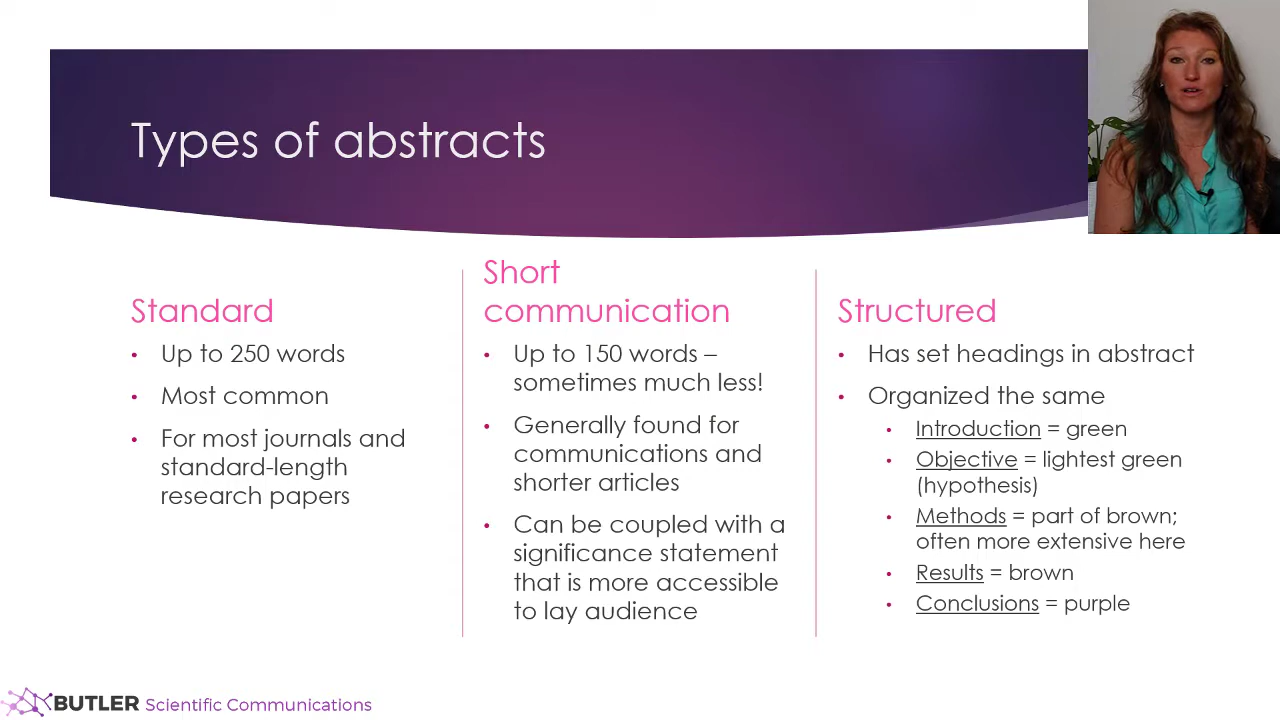 Types of abstracts
Standard
• Up to 250 words
• Most common
• For most journals and
standard-length
research papers
Short
communication
• Up to 150 words –
sometimes much less!
• Generally found for
communications and
shorter articles
• Can be coupled with a
significance statement
that is more accessible
to lay audience
Structured
• Has set headings in abstract
• Organized the same
• Introduction = green
• Objective = lightest green
(hypothesis)
• Methods = part of brown;
often more extensive here
• Results = brown
• Conclusions = purple
BUTLER Scientific Communications